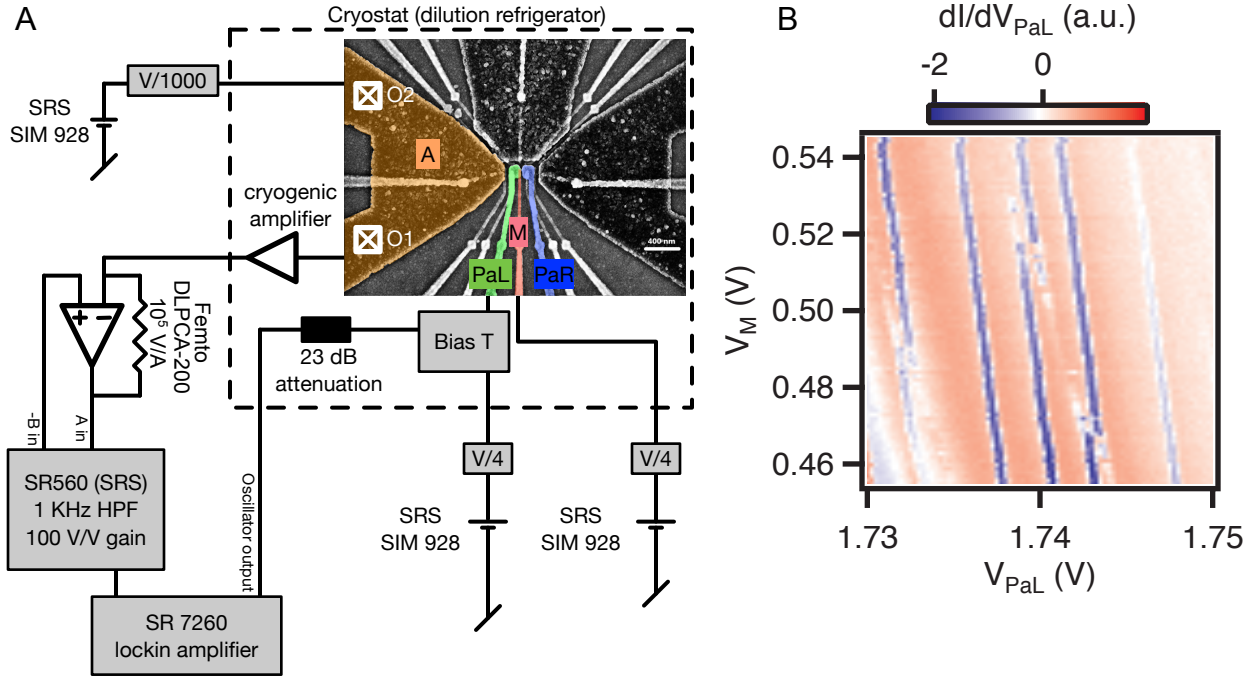 A
Cryostat (dilution refrigerator)
V/1000
SRS
SIM 928
O2
A
cryogenic
amplifier
O1
M
400 nm
PaL
PaR
+ -
Femto
DLPCA-200
10⁵ V/A
23 dB
attenuation
Bias T
-B in
A in
SR560 (SRS)
1 KHz HPF
100 V/V gain
Oscillator output
V/4
V/4
SRS
SIM 928
SRS
SIM 928
SR 7260
lockin amplifier
B
dI/dV_PaL (a.u.)
-2
0
V_M (V)
0.54
0.52
0.50
0.48
0.46
1.73
1.74
1.75
V_PaL (V)